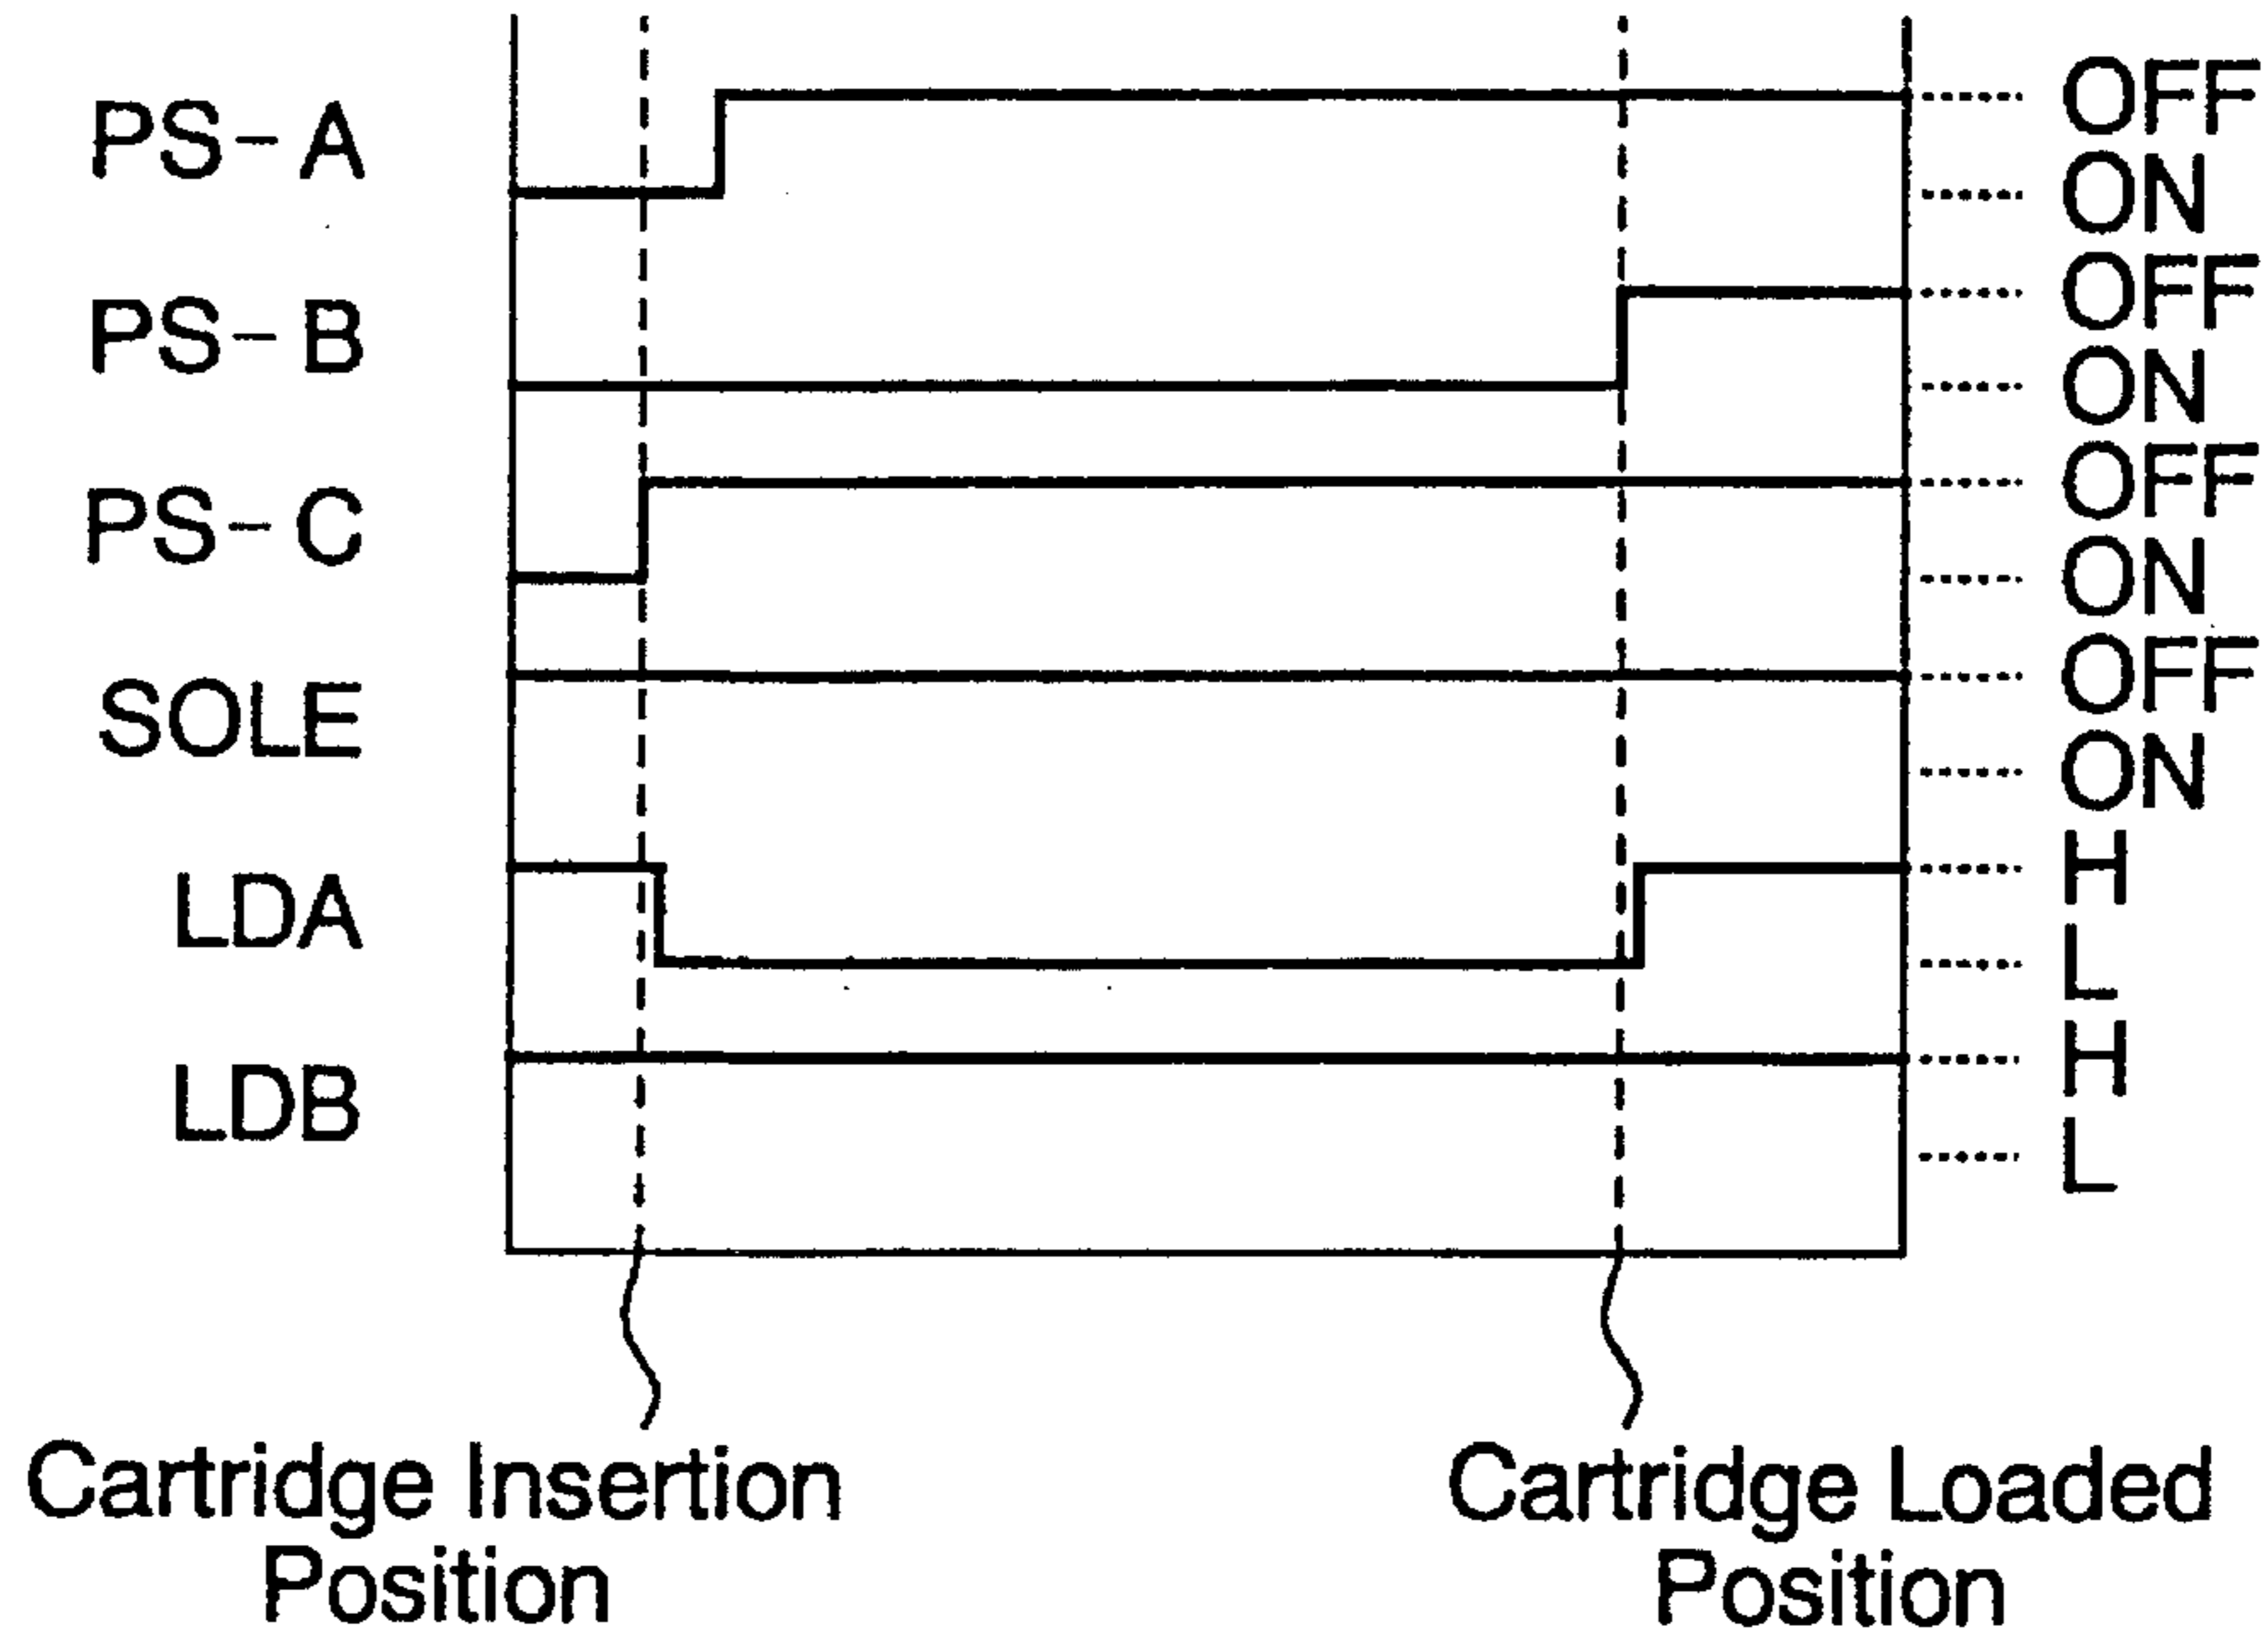 PS-A
OFF
ON
PS-B
OFF
ON
PS-C
OFF
ON
SOLE
OFF
ON
LDA
H
L
LDB
H
L
Cartridge Insertion
Position
Cartridge Loaded
Position